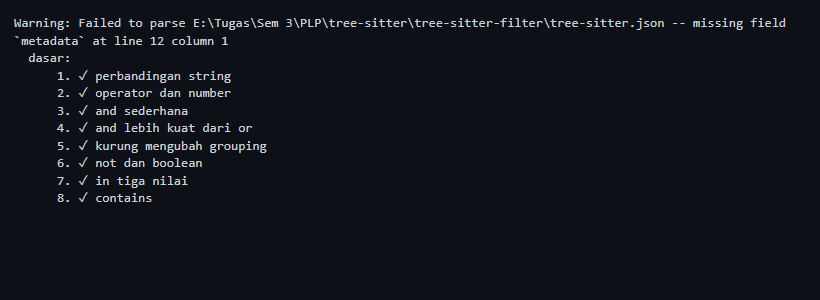 Warning: Failed to parse E:\Tugas\Sem 3\PLP\tree-sitter\tree-sitter-filter\tree-sitter.json -- missing field
`metadata` at line 12 column 1
dasar:
1. ✓ perbandingan string
2. ✓ operator dan number
3. ✓ and sederhana
4. ✓ and lebih kuat dari or
5. ✓ kurung mengubah grouping
6. ✓ not dan boolean
7. ✓ in tiga nilai
8. ✓ contains